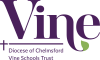 Vine
Diocese of Chelmsford
Vine Schools Trust